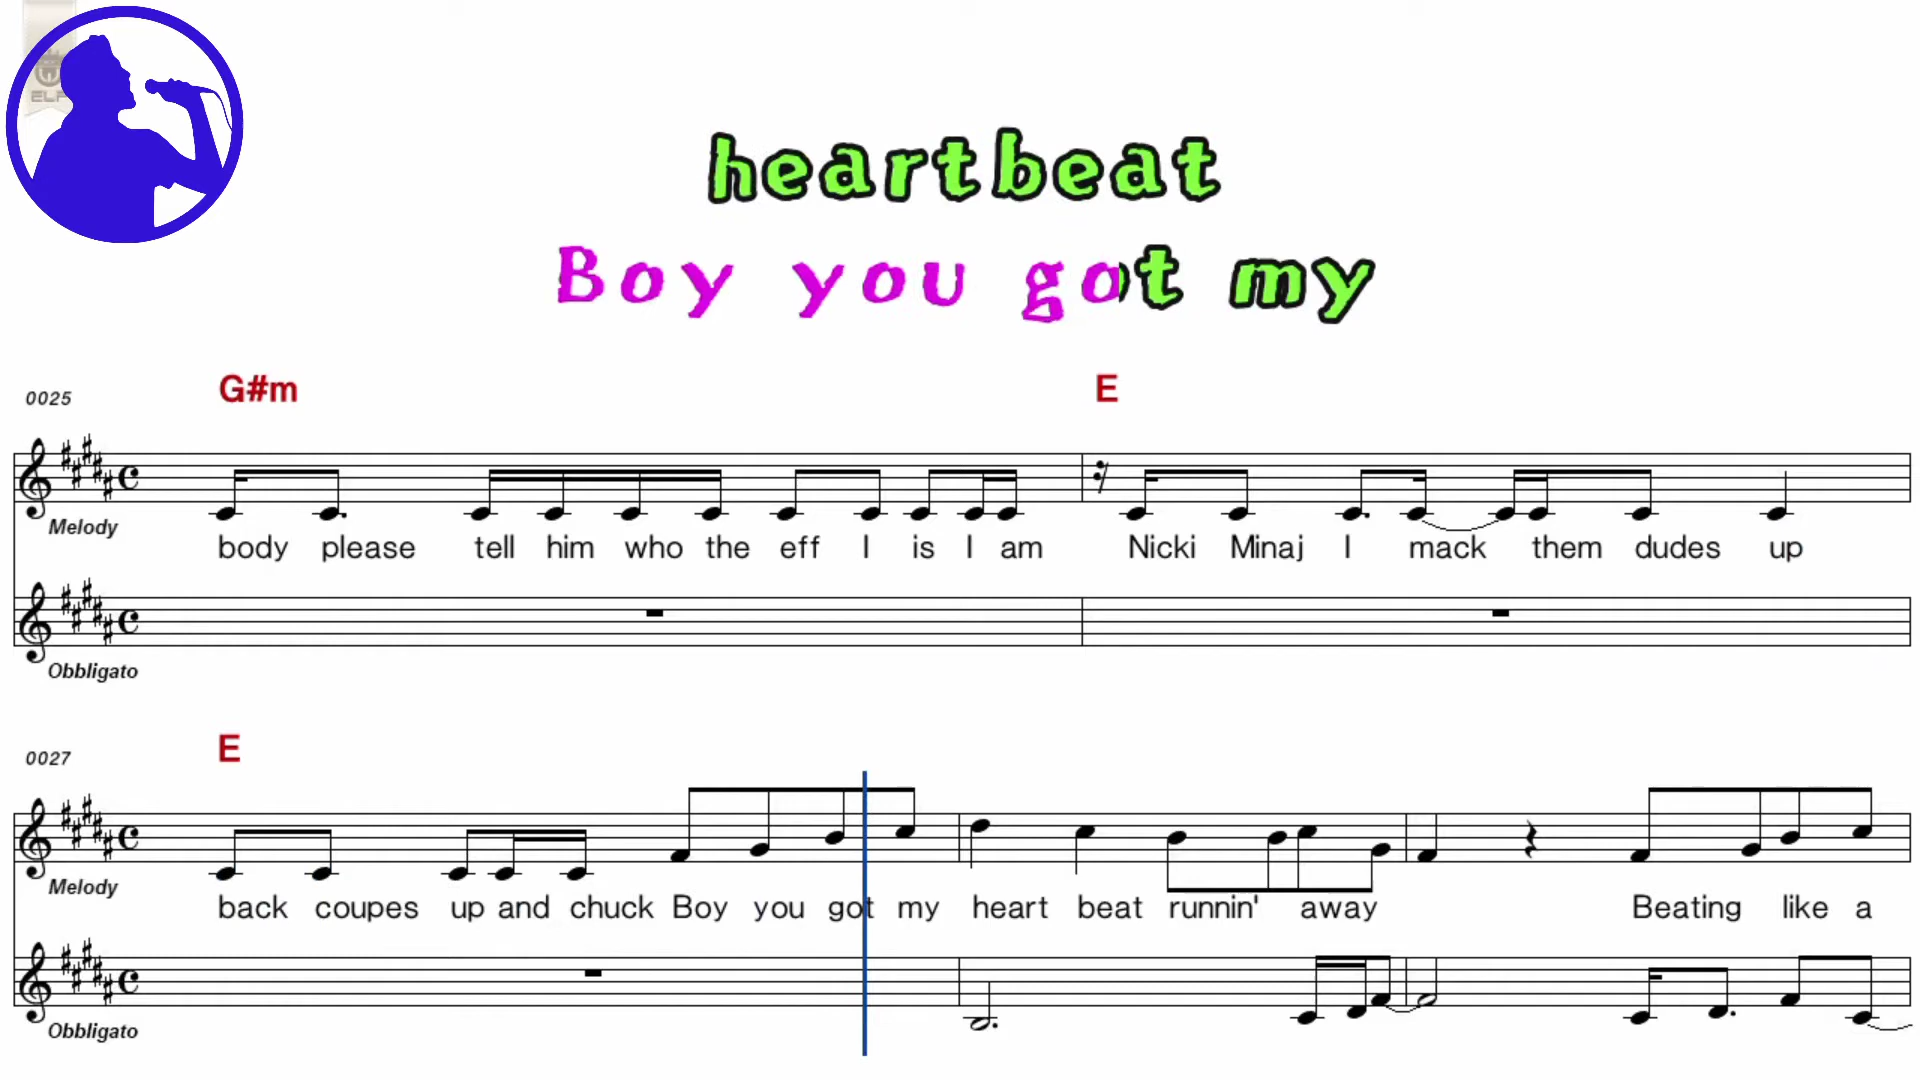 ELF
heartbeat
Boy you got my
0025 G#m E
Melody
body please tell him who the eff I is I am Nicki Minaj I mack them dudes up
Obbligato
0027 E
Melody
back coupes up and chuck Boy you got my heart beat runnin' away Beating like a
Obbligato